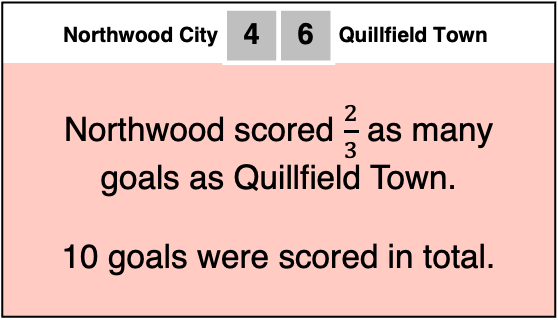 Northwood City 4 6 Quillfield Town
Northwood scored 2/3 as many
goals as Quillfield Town.
10 goals were scored in total.